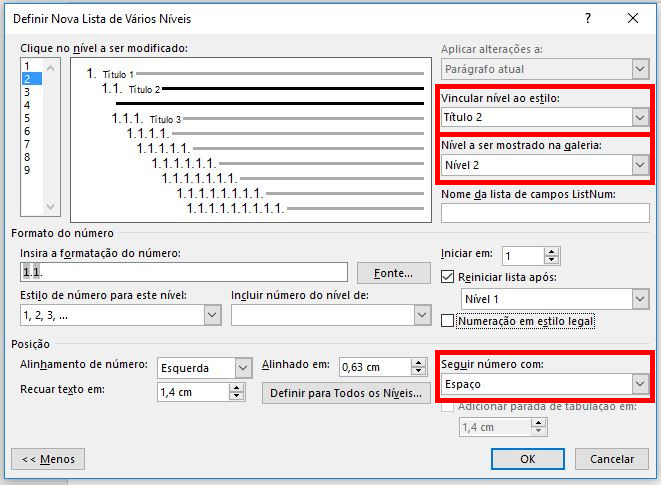 Definir Nova Lista de Vários Níveis
?
Clique no nível a ser modificado:
1
2
3
4
5
6
7
8
9
1. Título 1
1.1. Título 2
1.1.1. Título 3
1.1.1.1.
1.1.1.1.1.
1.1.1.1.1.1.
1.1.1.1.1.1.1.
1.1.1.1.1.1.1.1.
1.1.1.1.1.1.1.1.1.
Aplicar alterações a:
Parágrafo atual
Vincular nível ao estilo:
Título 2
Nível a ser mostrado na galeria:
Nível 2
Nome da lista de campos ListNum:
Formato do número
Insira a formatação do número:
1.1.
Fonte...
Iniciar em: 1
Reiniciar lista após:
Nível 1
Estilo de número para este nível:
1, 2, 3, ...
Incluir número do nível de:
Numeração em estilo legal
Posição
Alinhamento de número: Esquerda
Alinhado em: 0,63 cm
Recuar texto em: 1,4 cm
Definir para Todos os Níveis...
Seguir número com:
Espaço
Adicionar parada de tabulação em:
1,4 cm
<< Menos
OK
Cancelar